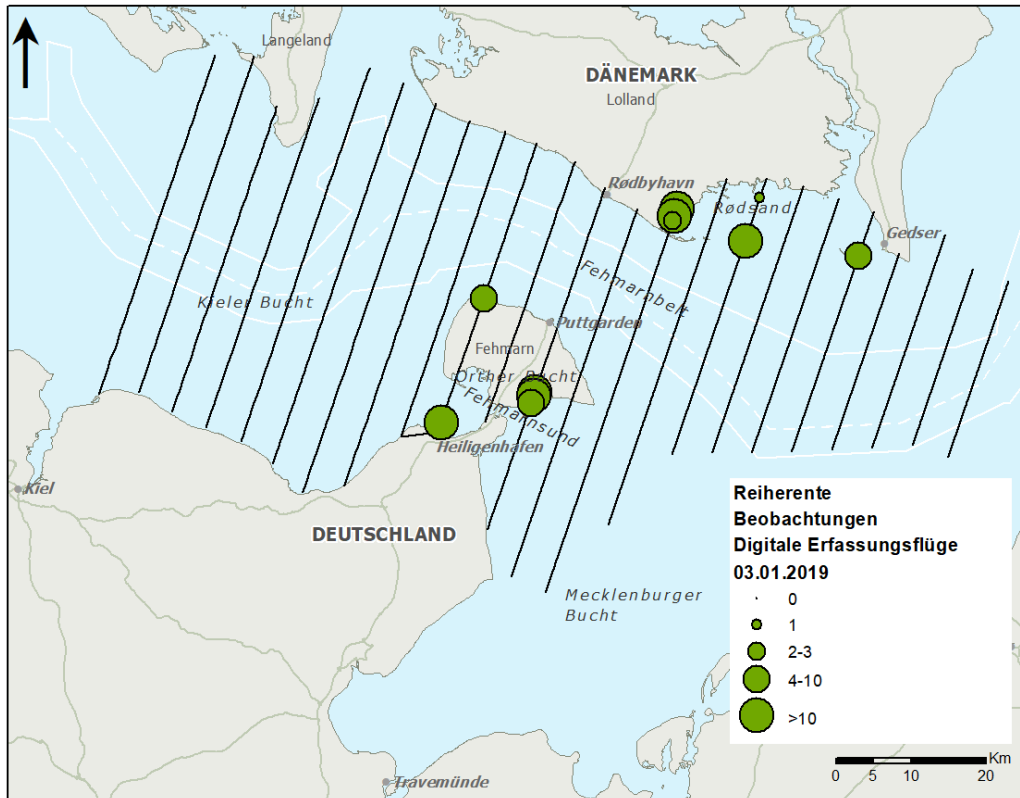 Langeland
DÄNEMARK
Lolland
Rødbyhavn
Rødsand
Gedser
Fehmarnbelt
Kieler Bucht
Puttgarden
Fehmarn
Orther Bucht
Fehmarnsund
Heiligenhafen
Kiel
DEUTSCHLAND
Mecklenburger
Bucht
Travemünde
Reiherente
Beobachtungen
Digitale Erfassungsflüge
03.01.2019
0
1
2-3
4-10
>10
Km
0 5 10 20